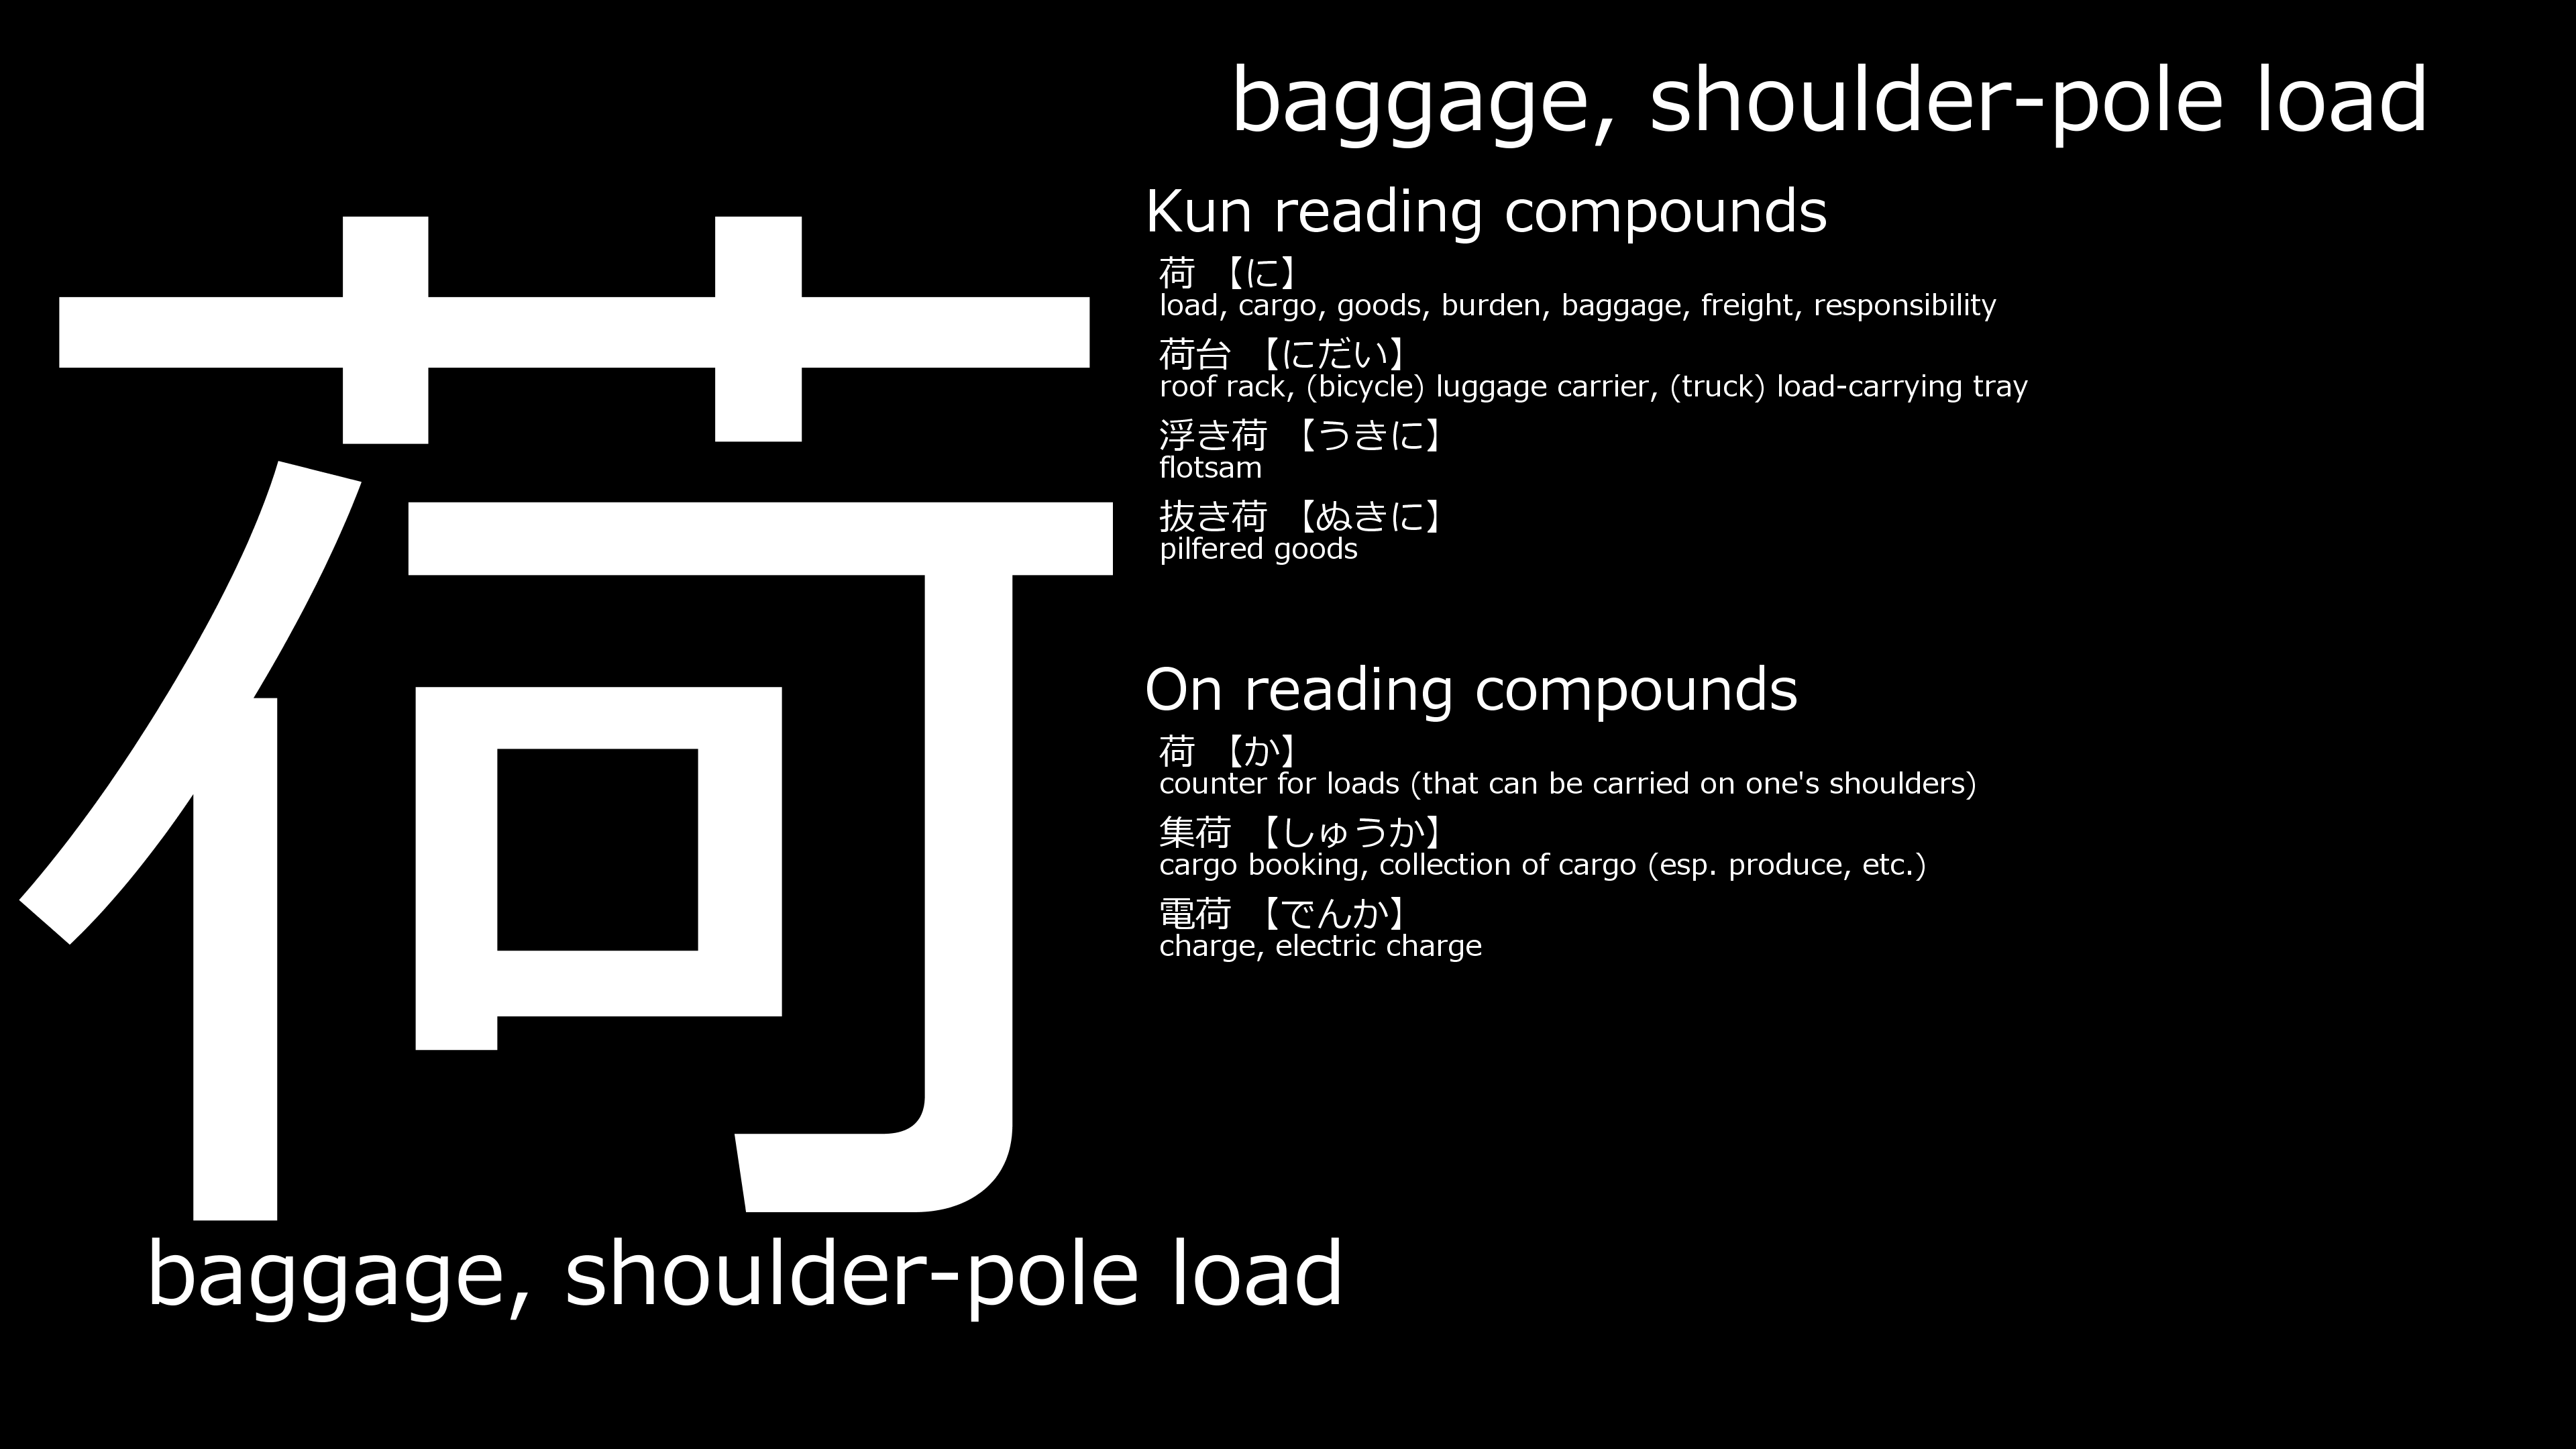 荷
baggage, shoulder-pole load
baggage, shoulder-pole load
Kun reading compounds
荷 【に】
load, cargo, goods, burden, baggage, freight, responsibility
荷台 【にだい】
roof rack, (bicycle) luggage carrier, (truck) load-carrying tray
浮き荷 【うきに】
flotsam
抜き荷 【ぬきに】
pilfered goods
On reading compounds
荷 【か】
counter for loads (that can be carried on one's shoulders)
集荷 【しゅうか】
cargo booking, collection of cargo (esp. produce, etc.)
電荷 【でんか】
charge, electric charge